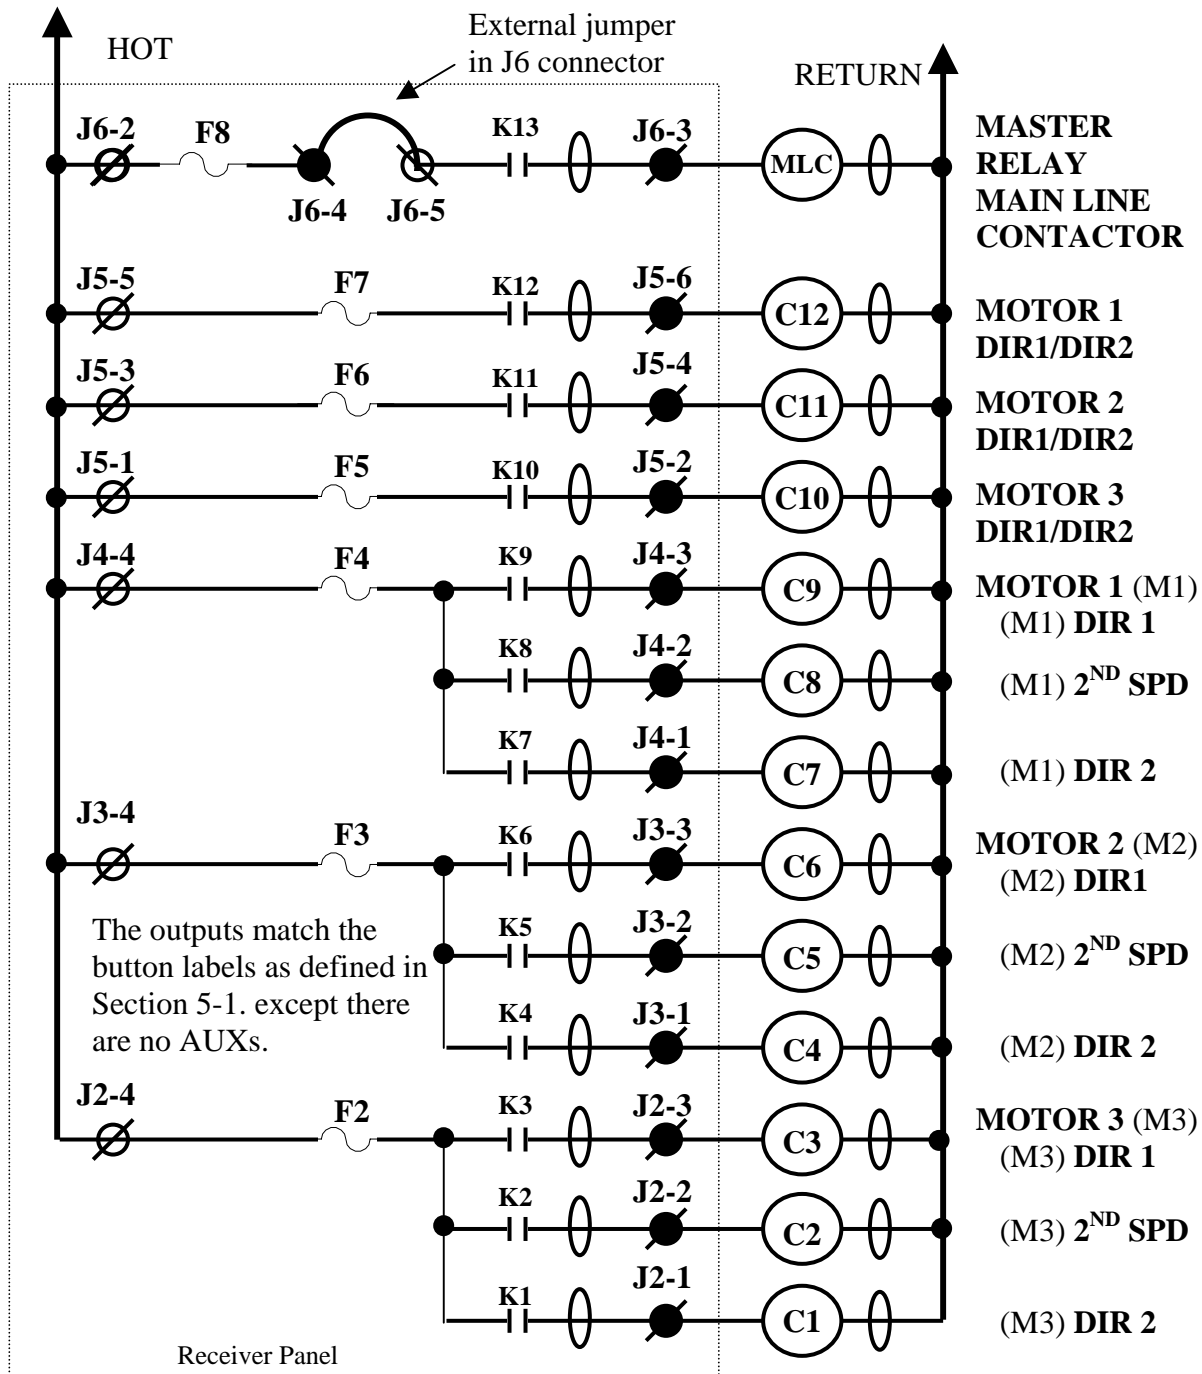 HOT
External jumper
in J6 connector
RETURN
J6-2
F8
J6-4
J6-5
K13
J6-3
MLC
MASTER
RELAY
MAIN LINE
CONTACTOR
J5-5
F7
K12
J5-6
C12
MOTOR 1
DIR1/DIR2
J5-3
F6
K11
J5-4
C11
MOTOR 2
DIR1/DIR2
J5-1
F5
K10
J5-2
C10
MOTOR 3
DIR1/DIR2
J4-4
F4
K9
J4-3
C9
MOTOR 1 (M1)
(M1) DIR 1
K8
J4-2
C8
(M1) 2ND SPD
K7
J4-1
C7
(M1) DIR 2
J3-4
F3
K6
J3-3
C6
MOTOR 2 (M2)
(M2) DIR1
The outputs match the
button labels as defined in
Section 5-1. except there
are no AUXs.
K5
J3-2
C5
(M2) 2ND SPD
K4
J3-1
C4
(M2) DIR 2
J2-4
F2
K3
J2-3
C3
MOTOR 3 (M3)
(M3) DIR 1
K2
J2-2
C2
(M3) 2ND SPD
K1
J2-1
C1
(M3) DIR 2
Receiver Panel